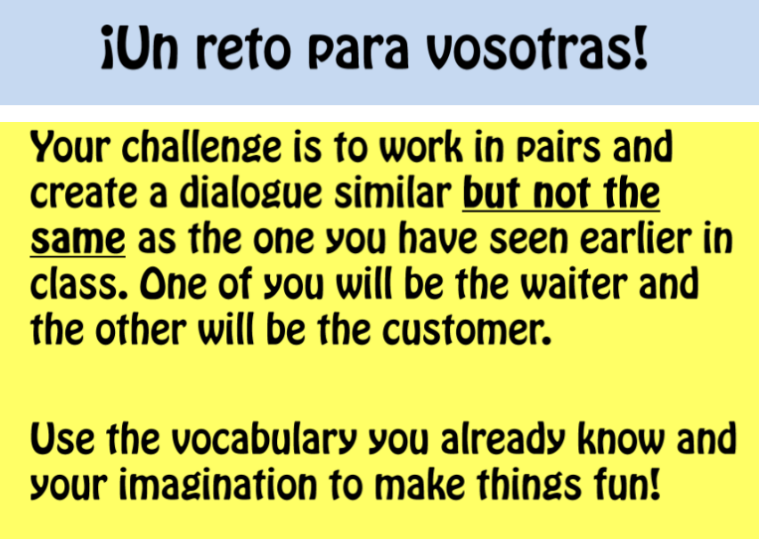 ¡Un reto para vosotras!
Your challenge is to work in pairs and
create a dialogue similar but not the
same as the one you have seen earlier in
class. One of you will be the waiter and
the other will be the customer.
Use the vocabulary you already know and
your imagination to make things fun!